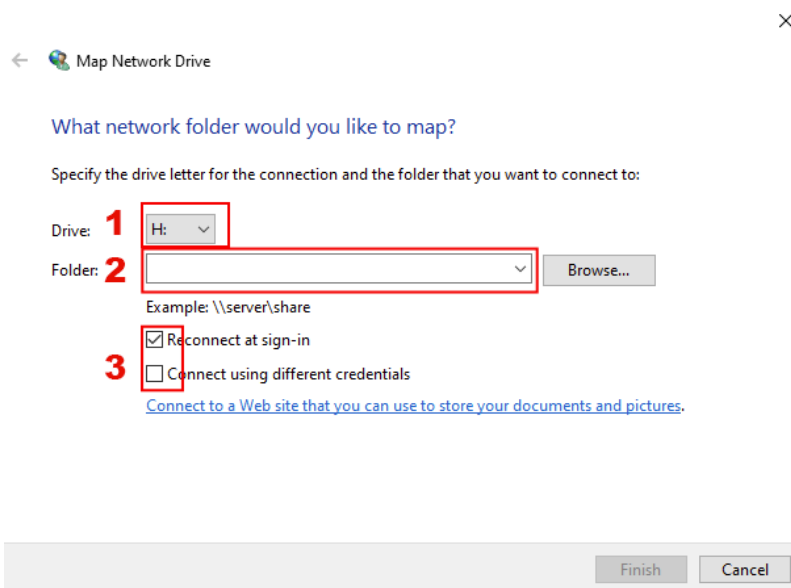 Map Network Drive
What network folder would you like to map?
Specify the drive letter for the connection and the folder that you want to connect to:
Drive: 1 H:
Folder: 2 Browse...
Example: \\server\share
Reconnect at sign-in
3 Connect using different credentials
Connect to a Web site that you can use to store your documents and pictures.
Finish Cancel